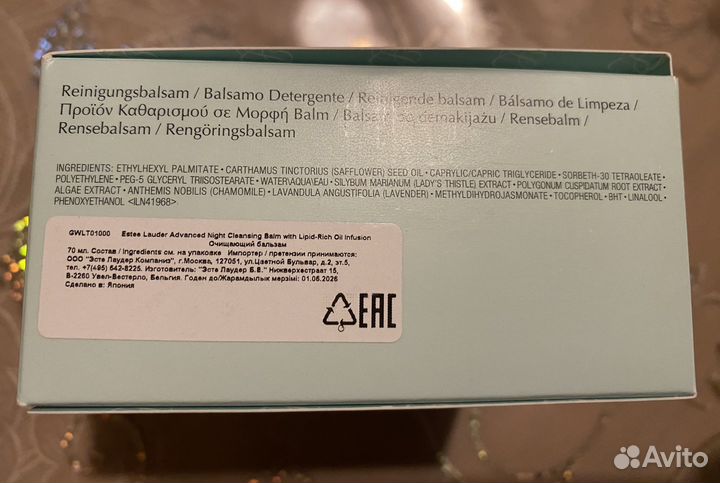 Reinigungsbalsam / Balsamo Detergente / Reinigende balsam / Bálsamo de Limpeza /
Προϊόν Καθαρισμού σε Μορφή Balm / Balsam do demakijażu / Rensebalm /
Rensebalsam / Rengöringsbalsam
INGREDIENTS: ETHYLHEXYL PALMITATE • CARTHAMUS TINCTORIUS (SAFFLOWER) SEED OIL • CAPRYLIC/CAPRIC TRIGLYCERIDE • SORBETH-30 TETRAOLEATE •
POLYETHYLENE • PEG-5 GLYCERYL TRIISOSTEARATE • WATER\AQUA\EAU • SILYBUM MARIANUM (LADY'S THISTLE) EXTRACT • POLYGONUM CUSPIDATUM ROOT EXTRACT •
ALGAE EXTRACT • ANTHEMIS NOBILIS (CHAMOMILE) • LAVANDULA ANGUSTIFOLIA (LAVENDER) • METHYLDIHYDROJASMONATE • TOCOPHEROL • BHT • LINALOOL •
PHENOXYETHANOL <ILN41968>
GWLT01000 Estee Lauder Advanced Night Cleansing Balm with Lipid-Rich Oil Infusion
Очищающий бальзам
70 мл. Состав / Ingredients см. на упаковке Импортер / претензии принимаются:
ООО "Эсте Лаудер Компаниз", г.Москва, 127051, ул.Цветной Бульвар, д.2, эт.5,
тел. +7(495) 642-8225. Изготовитель: "Эсте Лаудер Б.В." Нижверхестраат 15,
В-2260 Увел-Вестерло, Бельгия. Годен до/Жарамдылық мерзімі: 01.06.2026
Сделано в: Япония
EAC
Avito